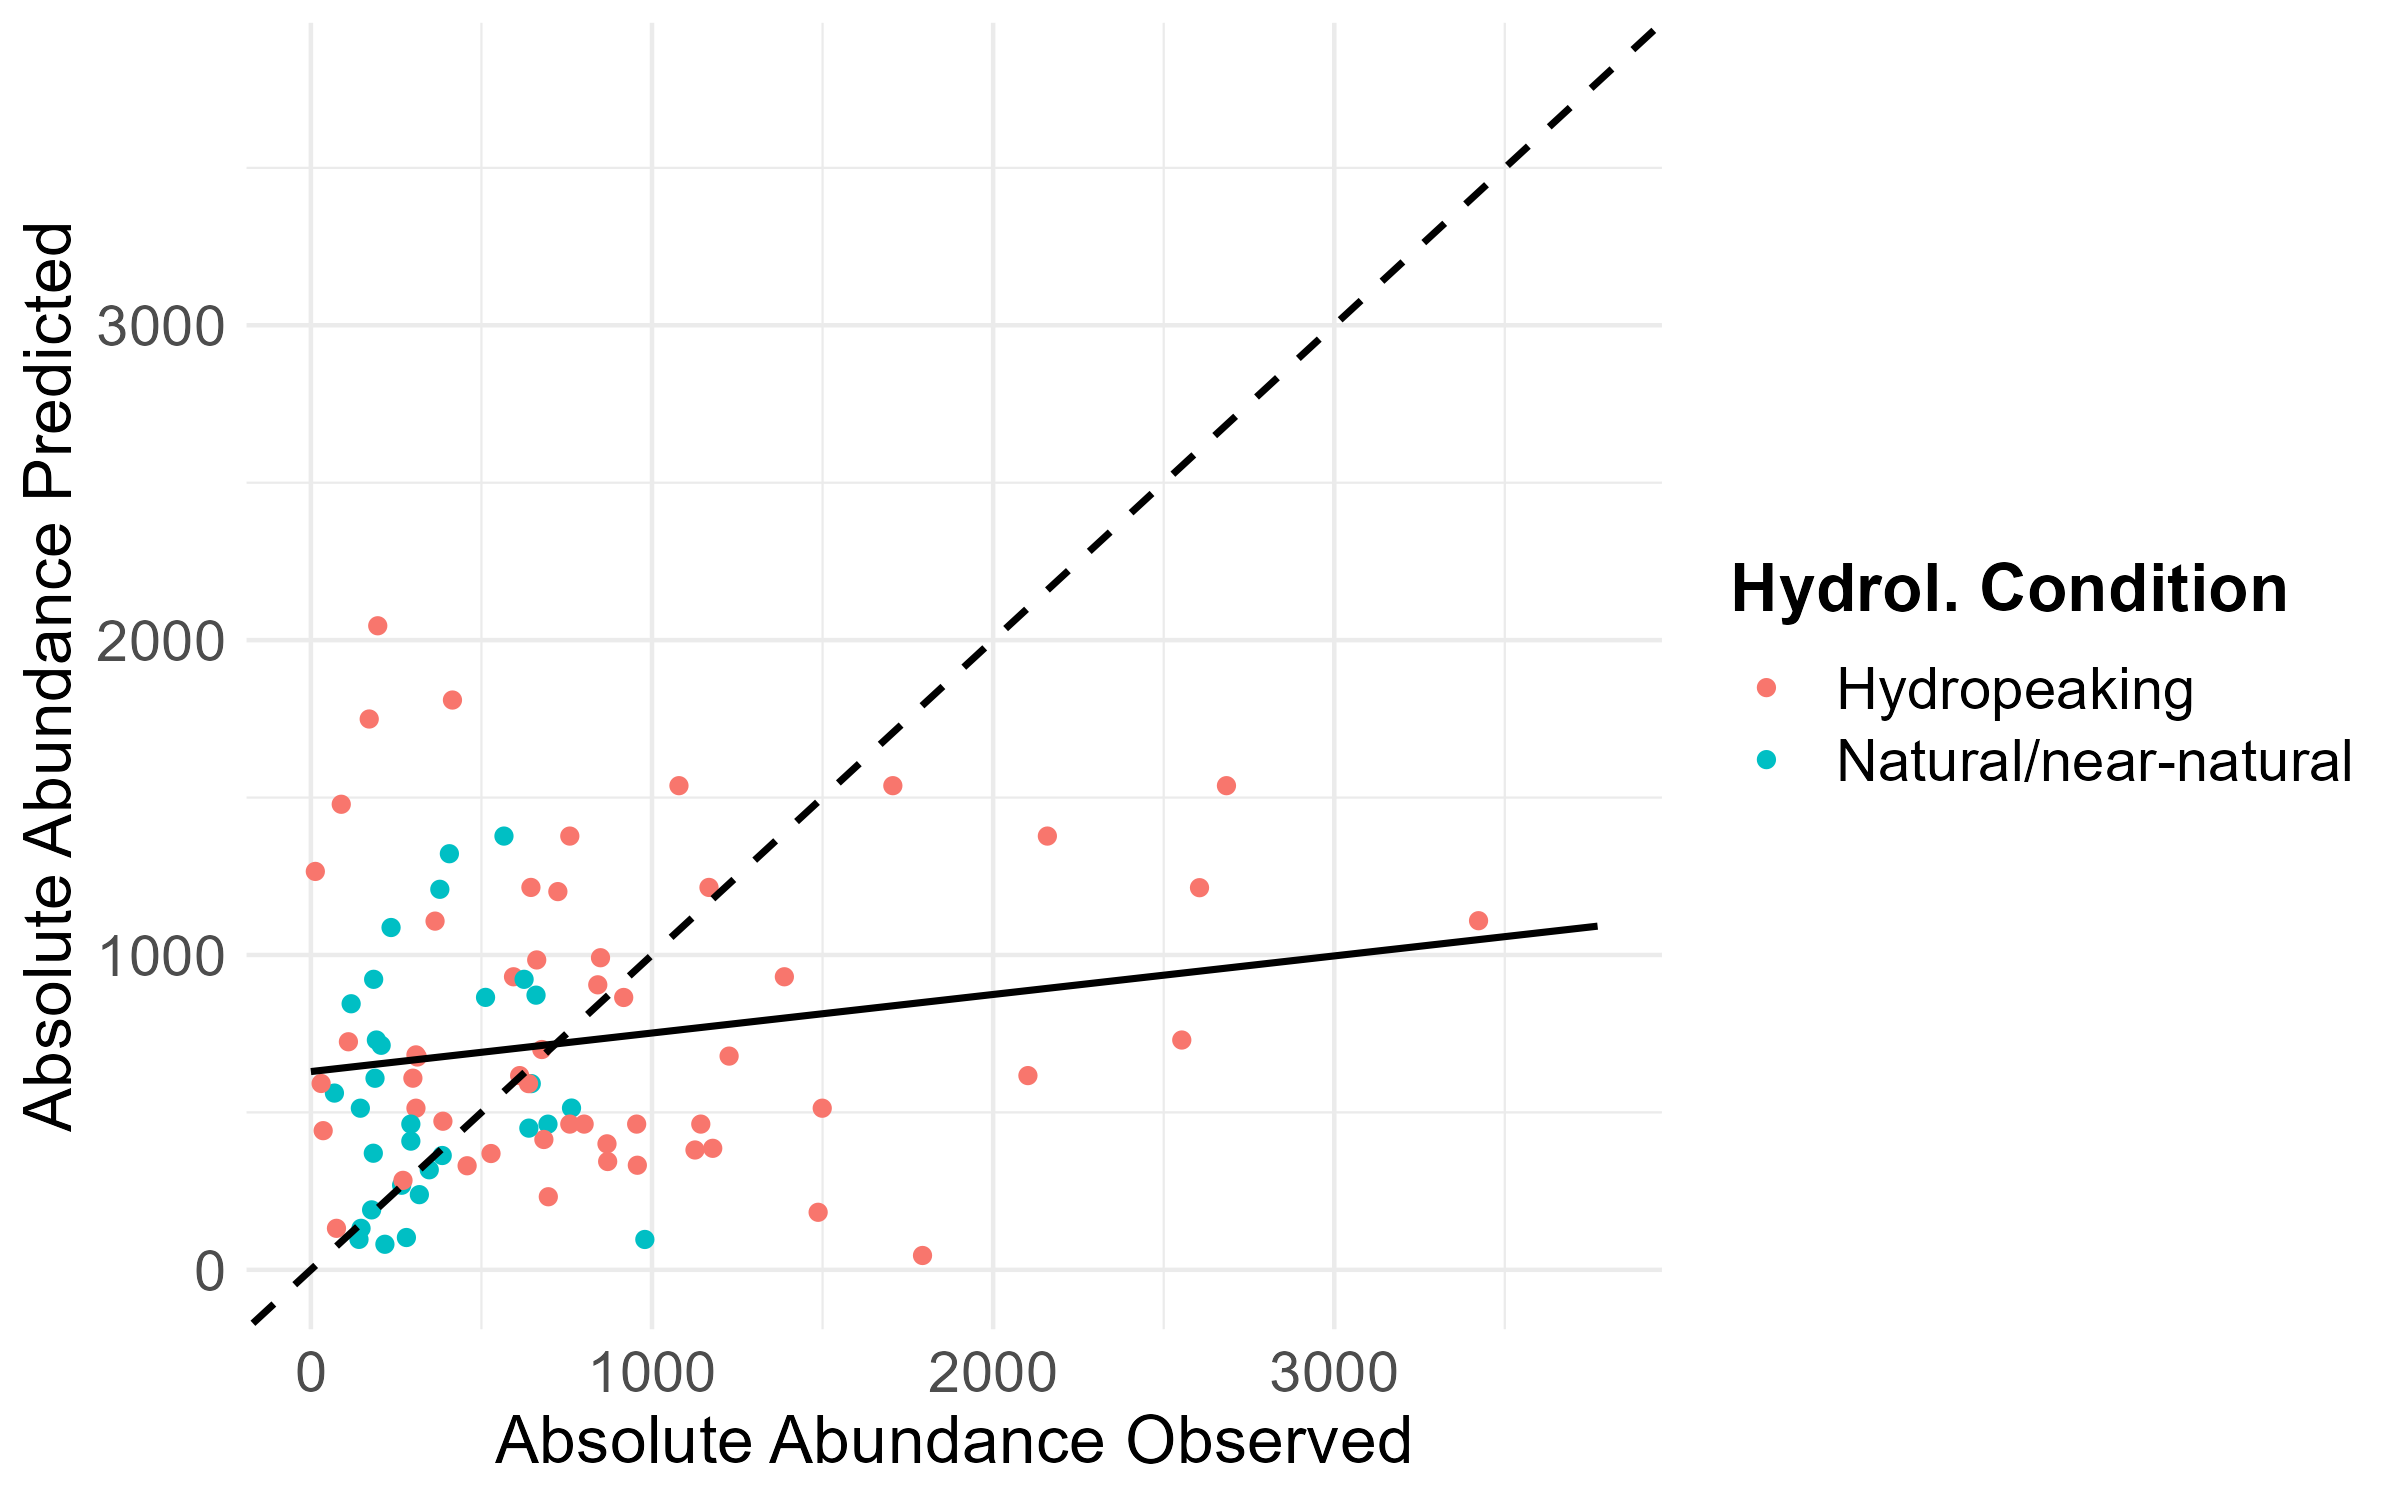 Absolute Abundance Predicted
3000
2000
1000
0
0 1000 2000 3000
Absolute Abundance Observed
Hydrol. Condition
Hydropeaking
Natural/near-natural